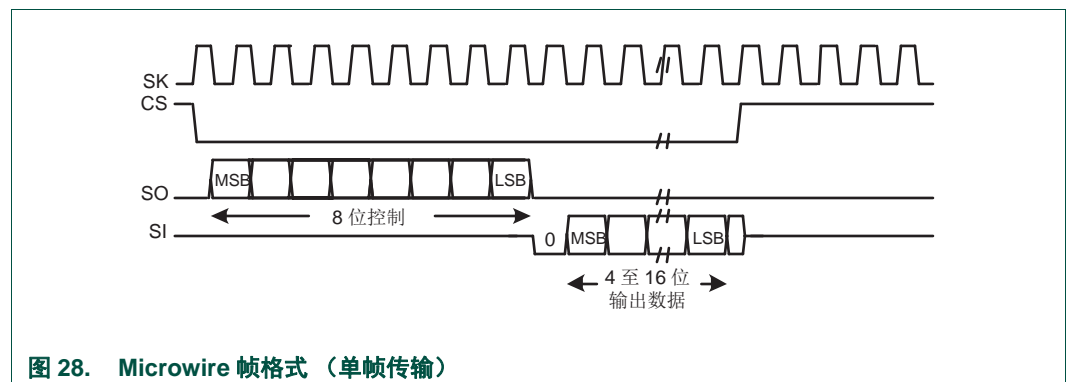 SK
CS
SO
MSB
LSB
8 位控制
SI
0
MSB
LSB
4 至 16 位
输出数据
图 28. Microwire 帧格式 （单帧传输）